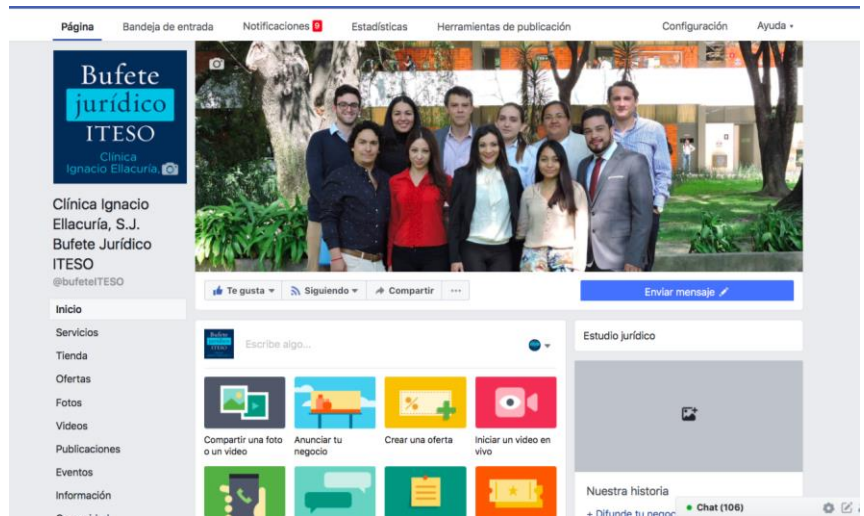 Página Bandeja de entrada Notificaciones 9 Estadísticas Herramientas de publicación Configuración Ayuda
Bufete
jurídico
ITESO
Clínica
Ignacio Ellacuría,
Clínica Ignacio
Ellacuría, S.J.
Bufete Jurídico
ITESO
@bufeteITESO
Inicio
Servicios
Tienda
Ofertas
Fotos
Videos
Publicaciones
Eventos
Información
Te gusta Siguiendo Compartir ... Enviar mensaje
Escribe algo...
Compartir una foto
o un video
Anunciar tu
negocio
Crear una oferta
Iniciar un video en
vivo
Estudio jurídico
Nuestra historia
+ Difunde tu negoc
Chat (106)